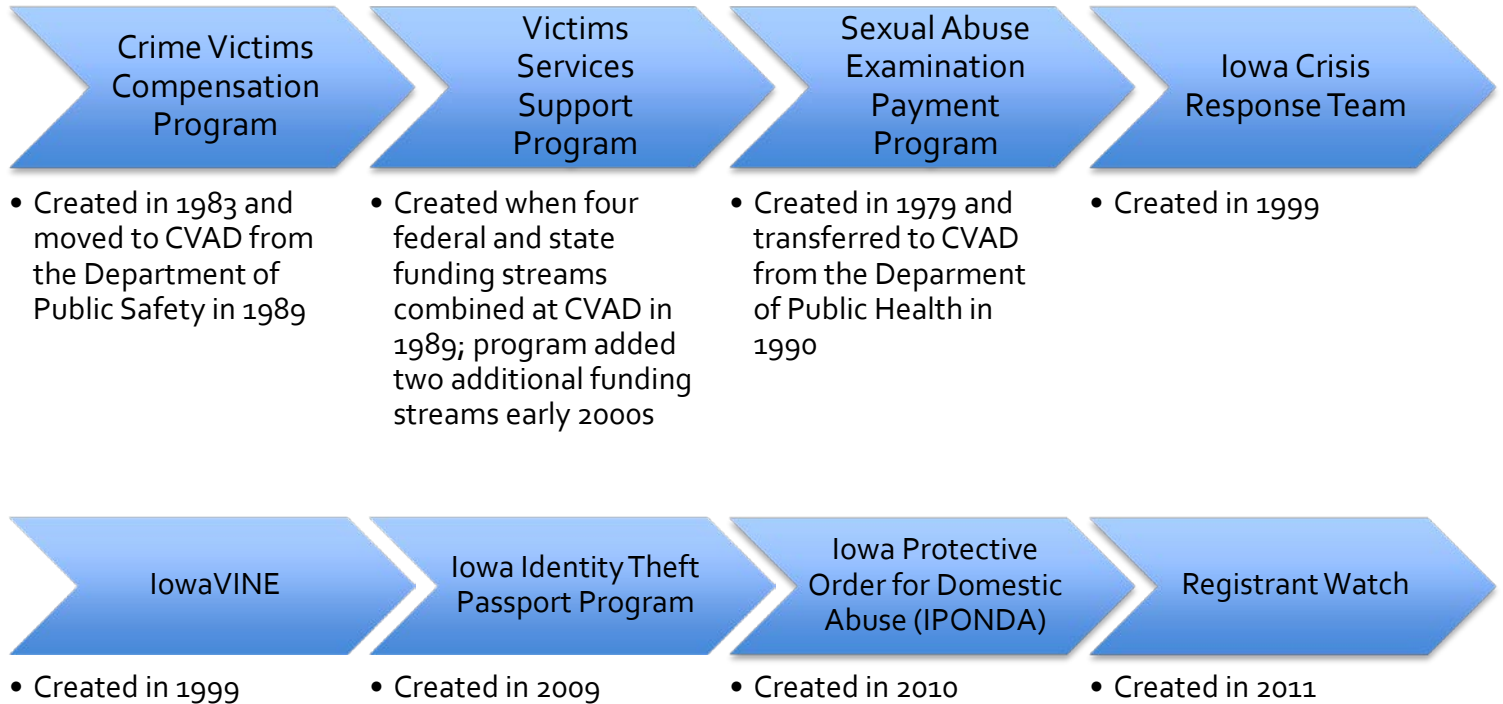 Crime Victims
Compensation
Program
• Created in 1983 and
moved to CVAD from
the Department of
Public Safety in 1989
Victims
Services
Support
Program
• Created when four
federal and state
funding streams
combined at CVAD in
1989; program added
two additional funding
streams early 2000s
Sexual Abuse
Examination
Payment
Program
• Created in 1979 and
transferred to CVAD
from the Deparment
of Public Health in
1990
Iowa Crisis
Response Team
• Created in 1999
IowaVINE
• Created in 1999
Iowa Identity Theft
Passport Program
• Created in 2009
Iowa Protective
Order for Domestic
Abuse (IPONDA)
• Created in 2010
Registrant Watch
• Created in 2011